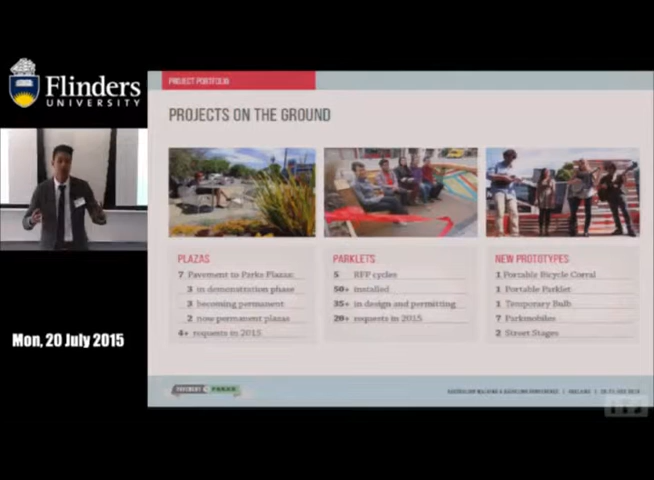 Flinders
UNIVERSITY
Mon, 20 July 2015
PROJECT PORTFOLIO
PROJECTS ON THE GROUND
PLAZAS
7 Pavement to Parks Plazas:
3 in demonstration phase
3 becoming permanent
2 now permanent plazas
4+ requests in 2015
PARKLETS
5 RFP cycles
50+ installed
35+ in design and permitting
20+ requests in 2015
NEW PROTOTYPES
1 Portable Bicycle Corral
1 Portable Parklet
1 Temporary Bulb
7 Parkmobiles
2 Street Stages
PAVEMENT PARKS